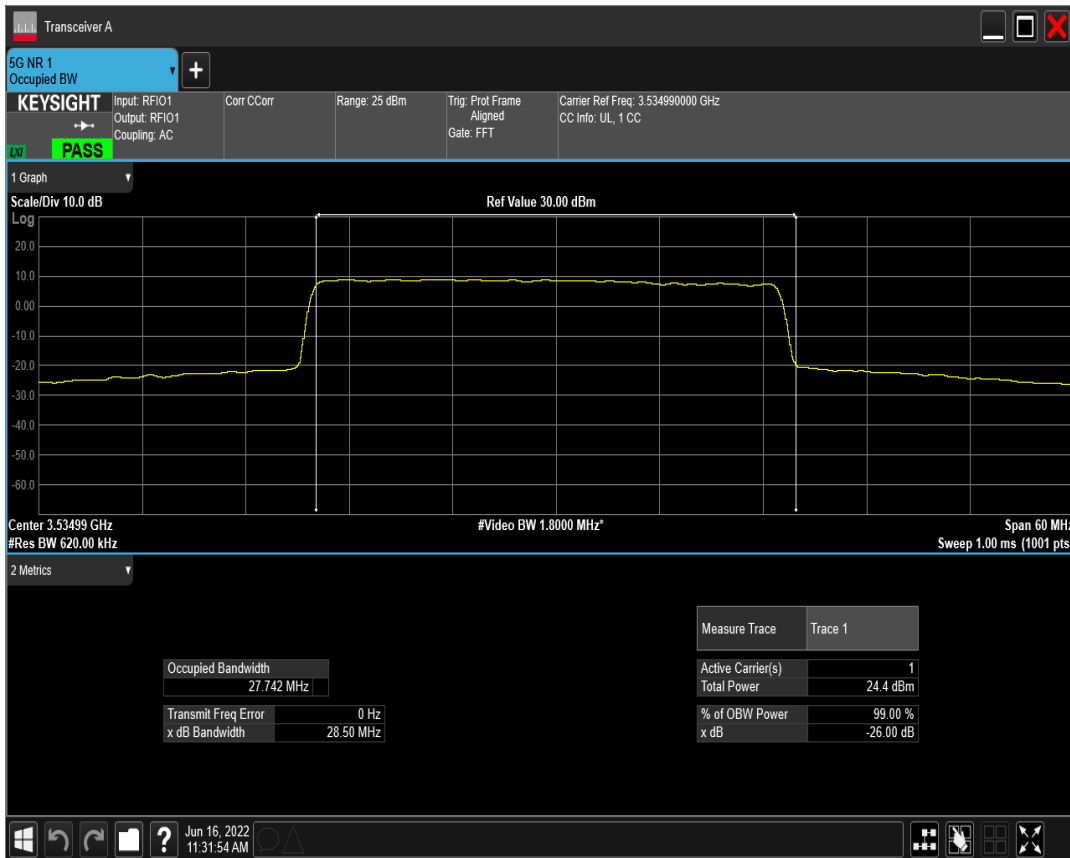 Transceiver A
5G NR 1
Occupied BW
+
KEYSIGHT
LXI
PASS
Input: RFIO1
Output: RFIO1
Coupling: AC
Corr CCorr
Range: 25 dBm
Trig: Prot Frame
Aligned
Gate: FFT
Carrier Ref Freq: 3.534990000 GHz
CC Info: UL, 1 CC
1 Graph
Scale/Div 10.0 dB
Ref Value 30.00 dBm
Log
20.0
10.0
0.00
-10.0
-20.0
-30.0
-40.0
-50.0
-60.0
Center 3.53499 GHz
#Video BW 1.8000 MHz*
Span 60 MHz
#Res BW 620.00 kHz
Sweep 1.00 ms (1001 pts
2 Metrics
Measure Trace Trace 1
Occupied Bandwidth
27.742 MHz
Active Carrier(s) 1
Total Power 24.4 dBm
Transmit Freq Error 0 Hz
x dB Bandwidth 28.50 MHz
% of OBW Power 99.00 %
x dB -26.00 dB
?
Jun 16, 2022
11:31:54 AM